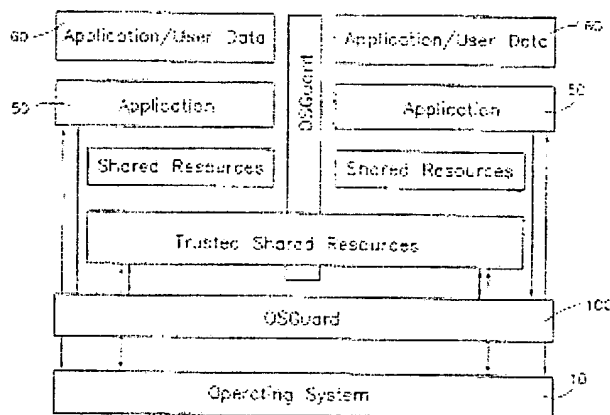 60 Application/User Data Application/User Data 60
50 Application Application 50
OSGuard
Shared Resources Shared Resources
Trusted Shared Resources
OSGuard 100
Operating System 10